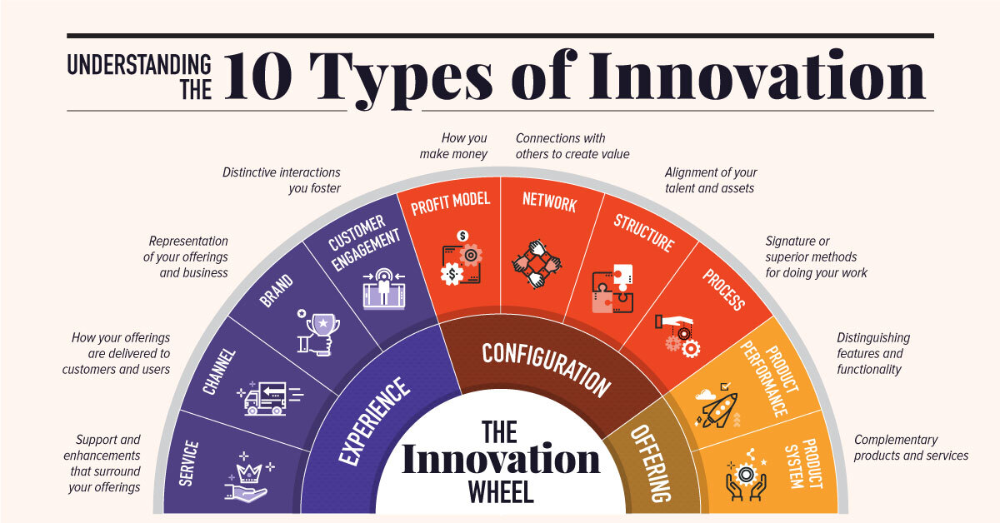 UNDERSTANDING
THE
10 Types of Innovation
How you
make money
Connections with
others to create value
Distinctive interactions
you foster
Alignment of your
talent and assets
Representation
of your offerings
and business
Signature or
superior methods
for doing your work
How your offerings
are delivered to
customers and users
Distinguishing
features and
functionality
Support and
enhancements
that surround
your offerings
Complementary
products and services
SERVICE
CHANNEL
BRAND
CUSTOMER
ENGAGEMENT
PROFIT MODEL
NETWORK
STRUCTURE
PROCESS
PRODUCT
PERFORMANCE
PRODUCT
SYSTEM
$
$
EXPERIENCE
CONFIGURATION
OFFERING
THE
Innovation
WHEEL